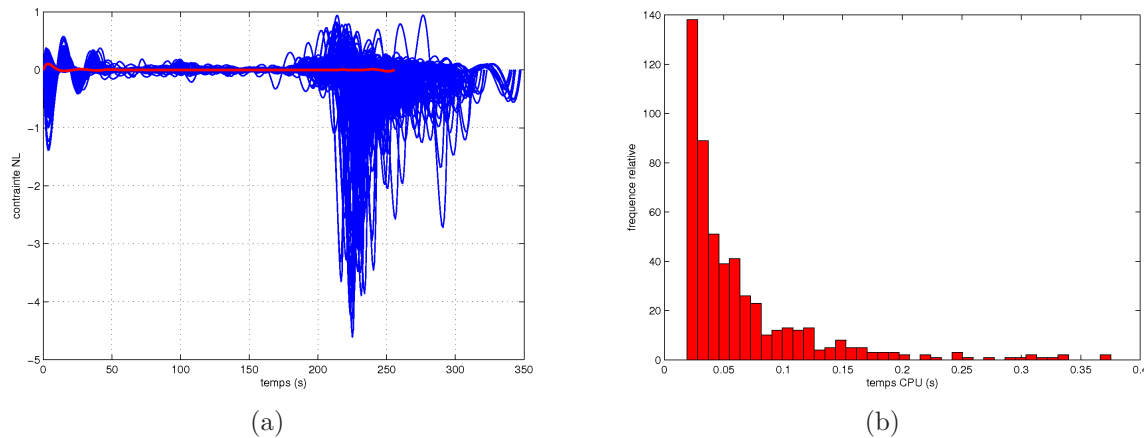 1
0
-1
-2
-3
-4
-5
contrainte NL
0 50 100 150 200 250 300 350
temps (s)
(a)
140
120
100
80
60
40
20
0
frequence relative
0 0.05 0.1 0.15 0.2 0.25 0.3 0.35 0.4
temps CPU (s)
(b)